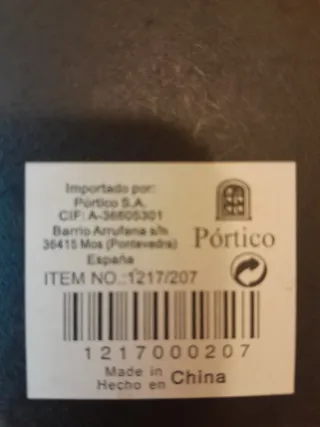 Importado por:
Pórtico S.A.
CIF: A-36605301
Barrio Arrufana s/n
36415 Mos (Pontevedra)
España
Pórtico
ITEM NO.:1217/207
1217000207
Made in
Hecho en China